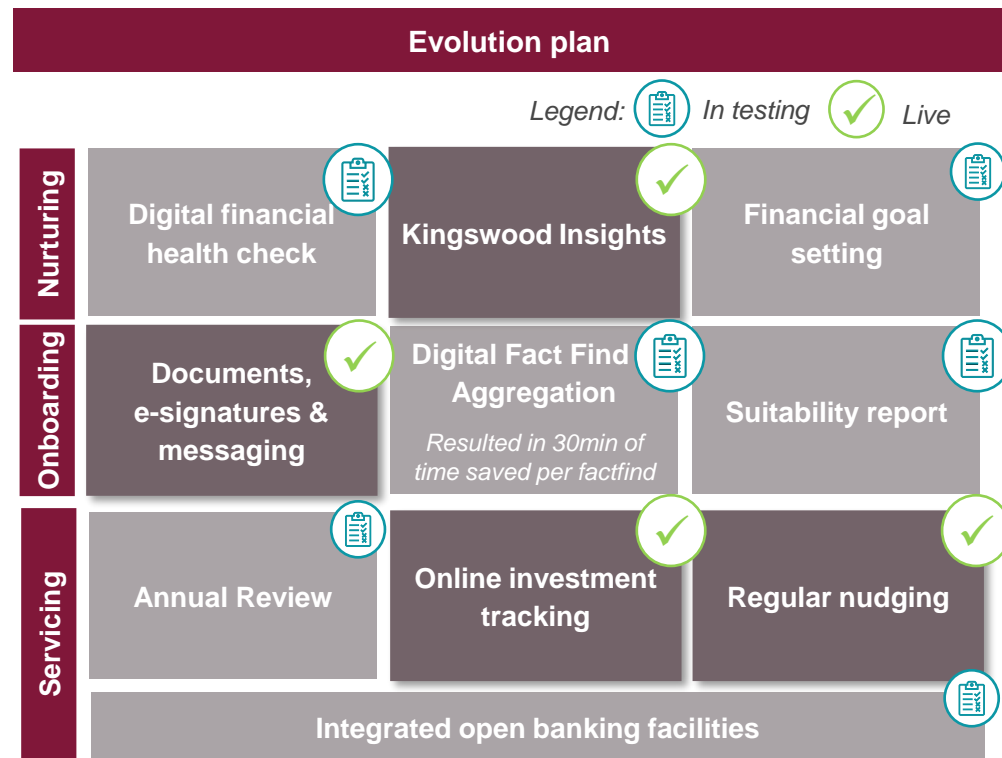 Evolution plan
Legend: In testing Live
Nurturing
Digital financial
health check
Kingswood Insights
Financial goal
setting
Onboarding
Documents,
e-signatures &
messaging
Digital Fact Find
Aggregation
Resulted in 30min of
time saved per factfind
Suitability report
Servicing
Annual Review
Online investment
tracking
Regular nudging
Integrated open banking facilities